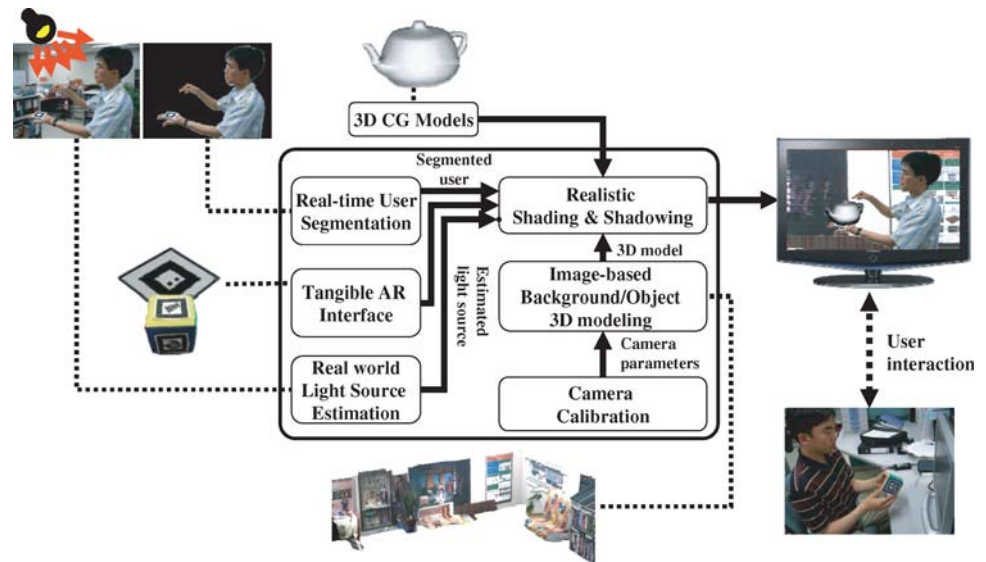 3D CG Models
Segmented
user
Real-time User
Segmentation
Realistic
Shading & Shadowing
3D model
Tangible AR
Interface
Estimated
light source
Image-based
Background/Object
3D modeling
User
interaction
Camera
parameters
Real world
Light Source
Estimation
Camera
Calibration